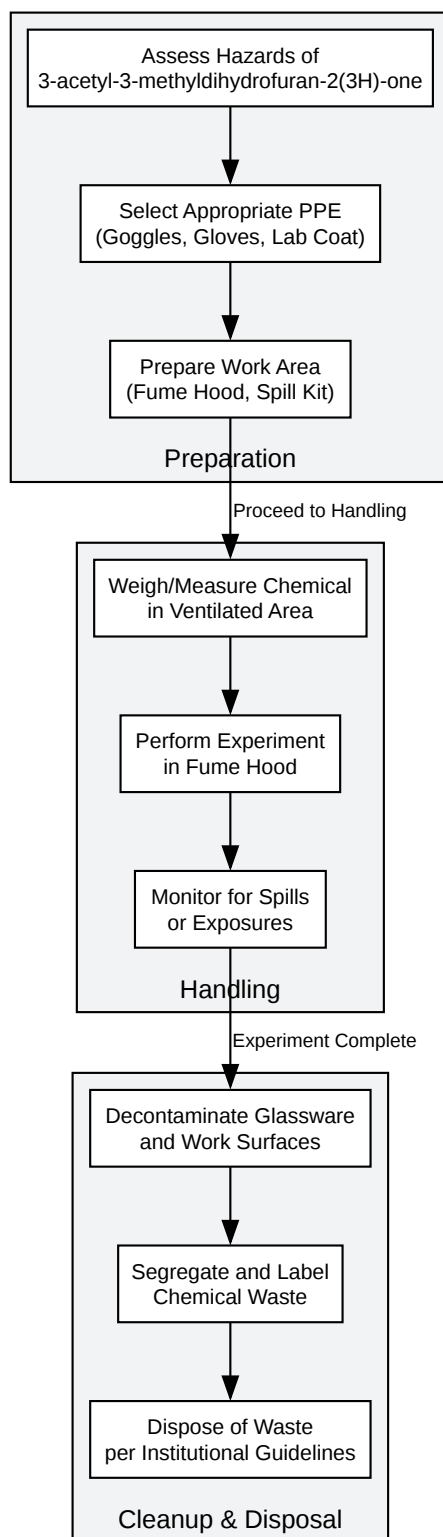 Assess Hazards of
3-acetyl-3-methyldihydrofuran-2(3H)-one
Select Appropriate PPE
(Goggles, Gloves, Lab Coat)
Prepare Work Area
(Fume Hood, Spill Kit)
Preparation
Proceed to Handling
Weigh/Measure Chemical
in Ventilated Area
Perform Experiment
in Fume Hood
Monitor for Spills
or Exposures
Handling
Experiment Complete
Decontaminate Glassware
and Work Surfaces
Segregate and Label
Chemical Waste
Dispose of Waste
per Institutional Guidelines
Cleanup & Disposal